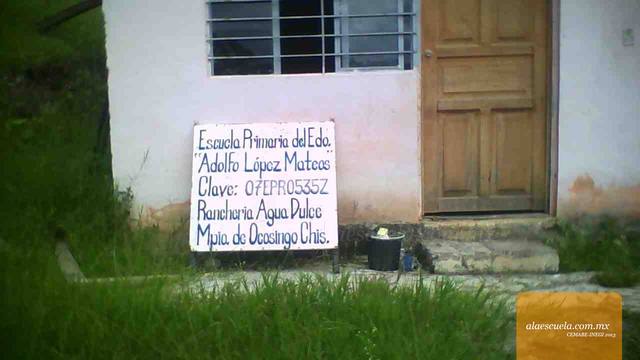 Escuela Primaria del Edo.
"Adolfo López Mateos
Clave: 07EPR0535Z
Rancheria Agua Dulce
Mpio. de Ocosingo Chis.
alaescuela.com.mx
CEMABE-INEGI 2013